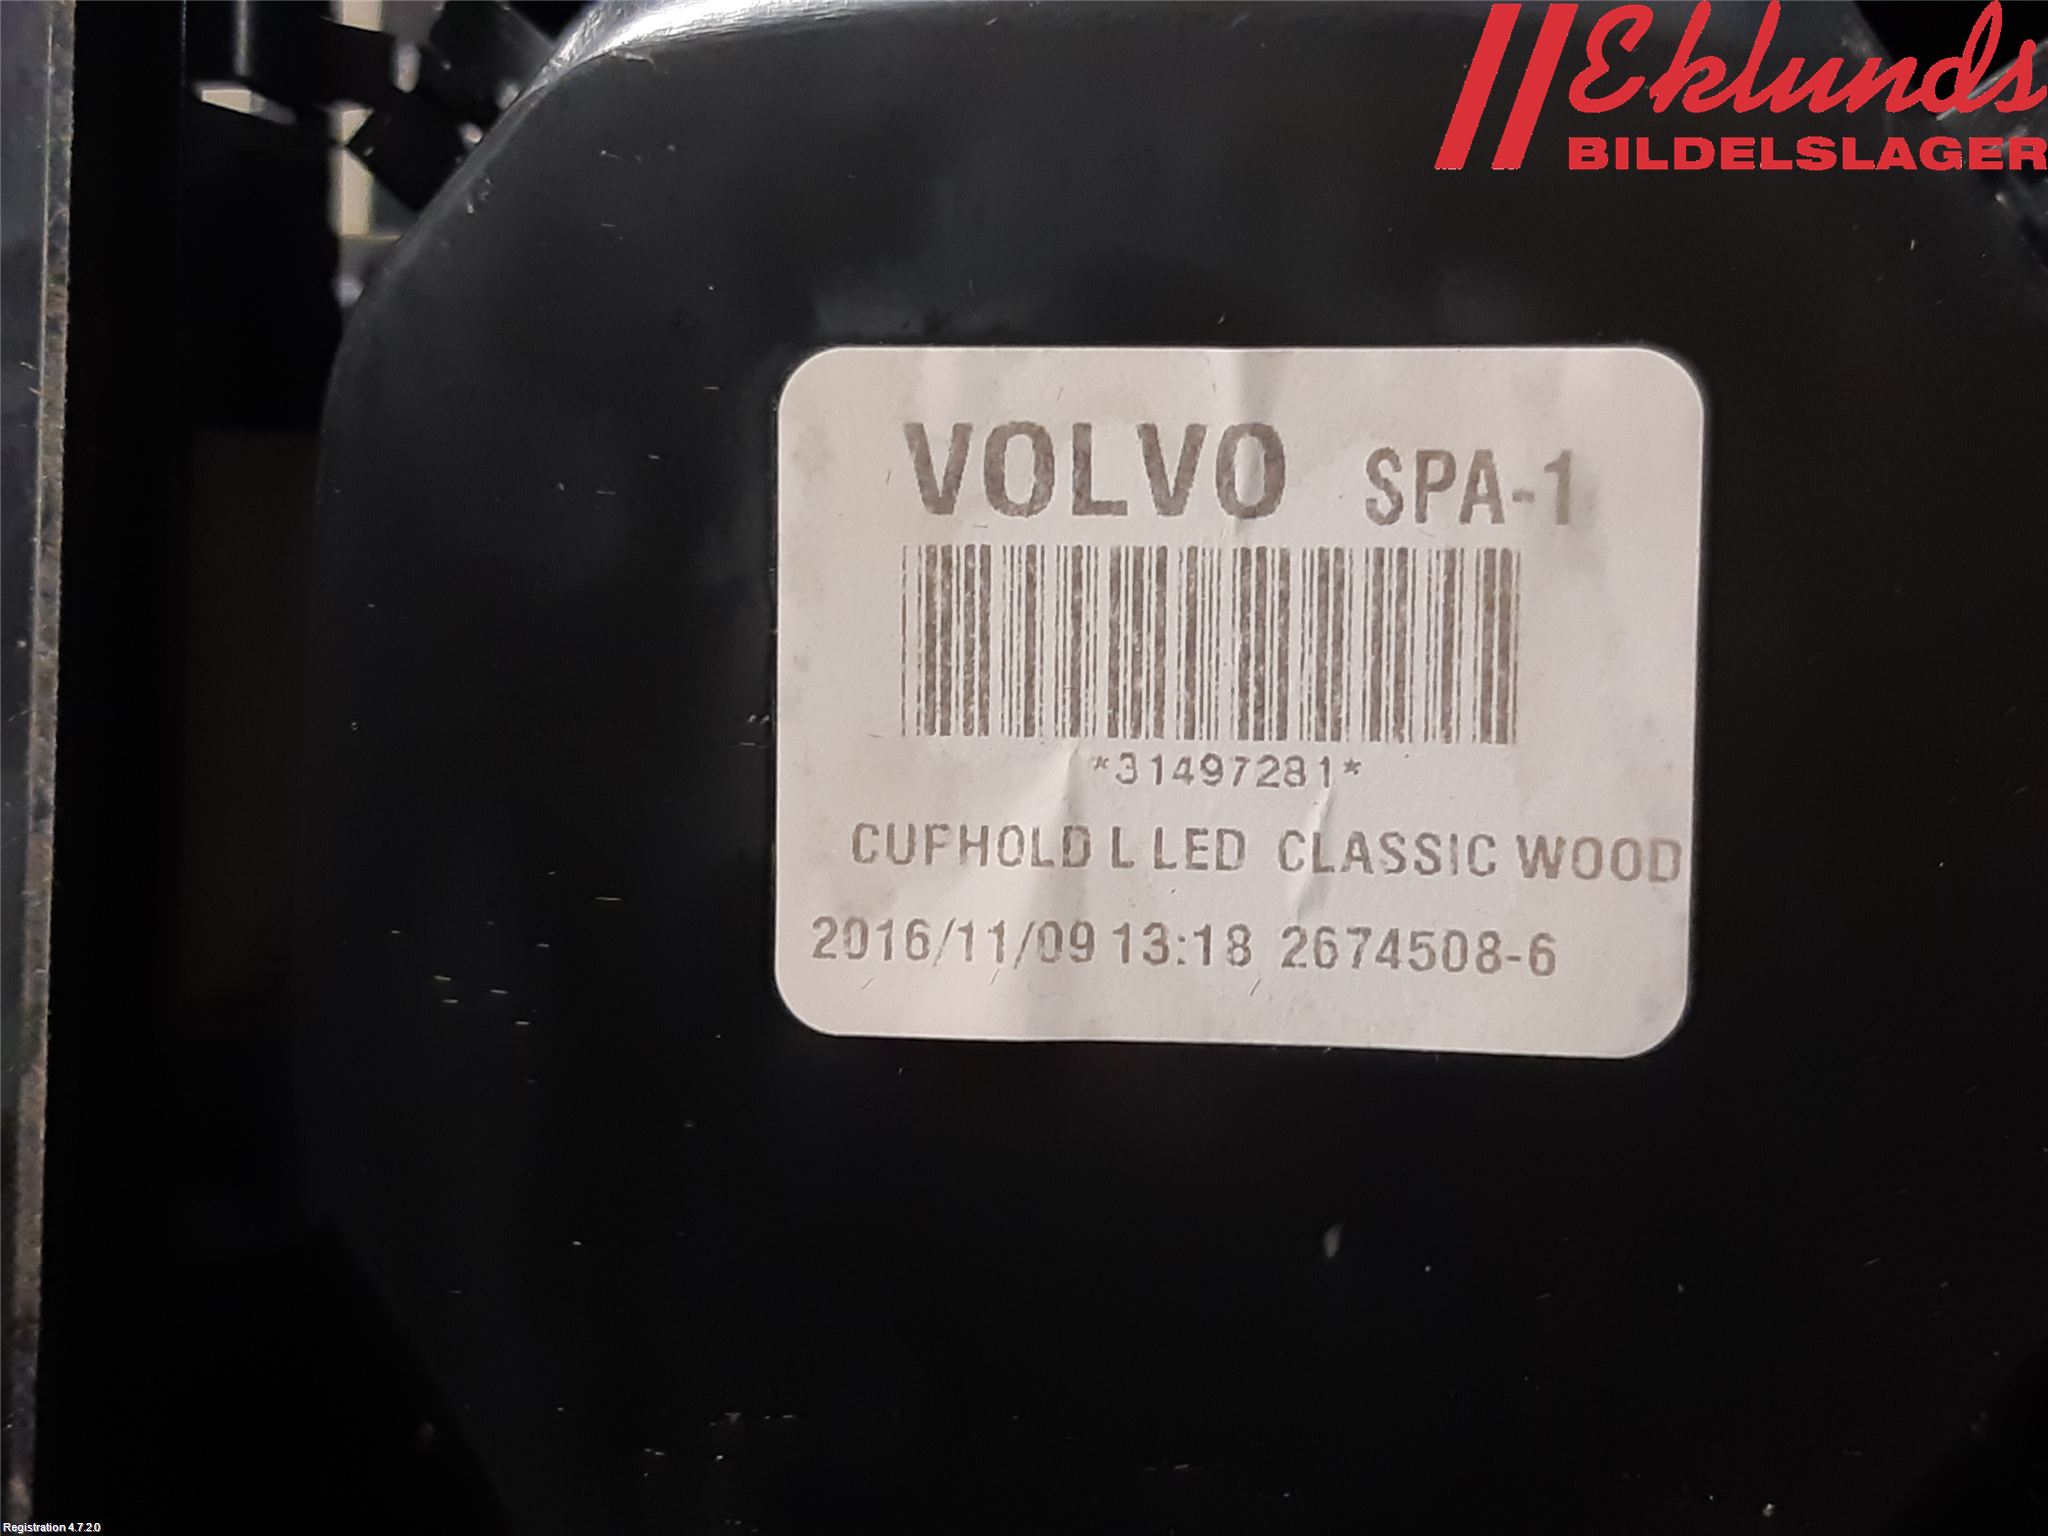 Eklunds
BILDELSLAGER
VOLVO SPA-1
*31497281*
CUPHOLD L LED CLASSIC WOOD
2016/11/09 13:18 2674508-6
Registration 4.7.2.0